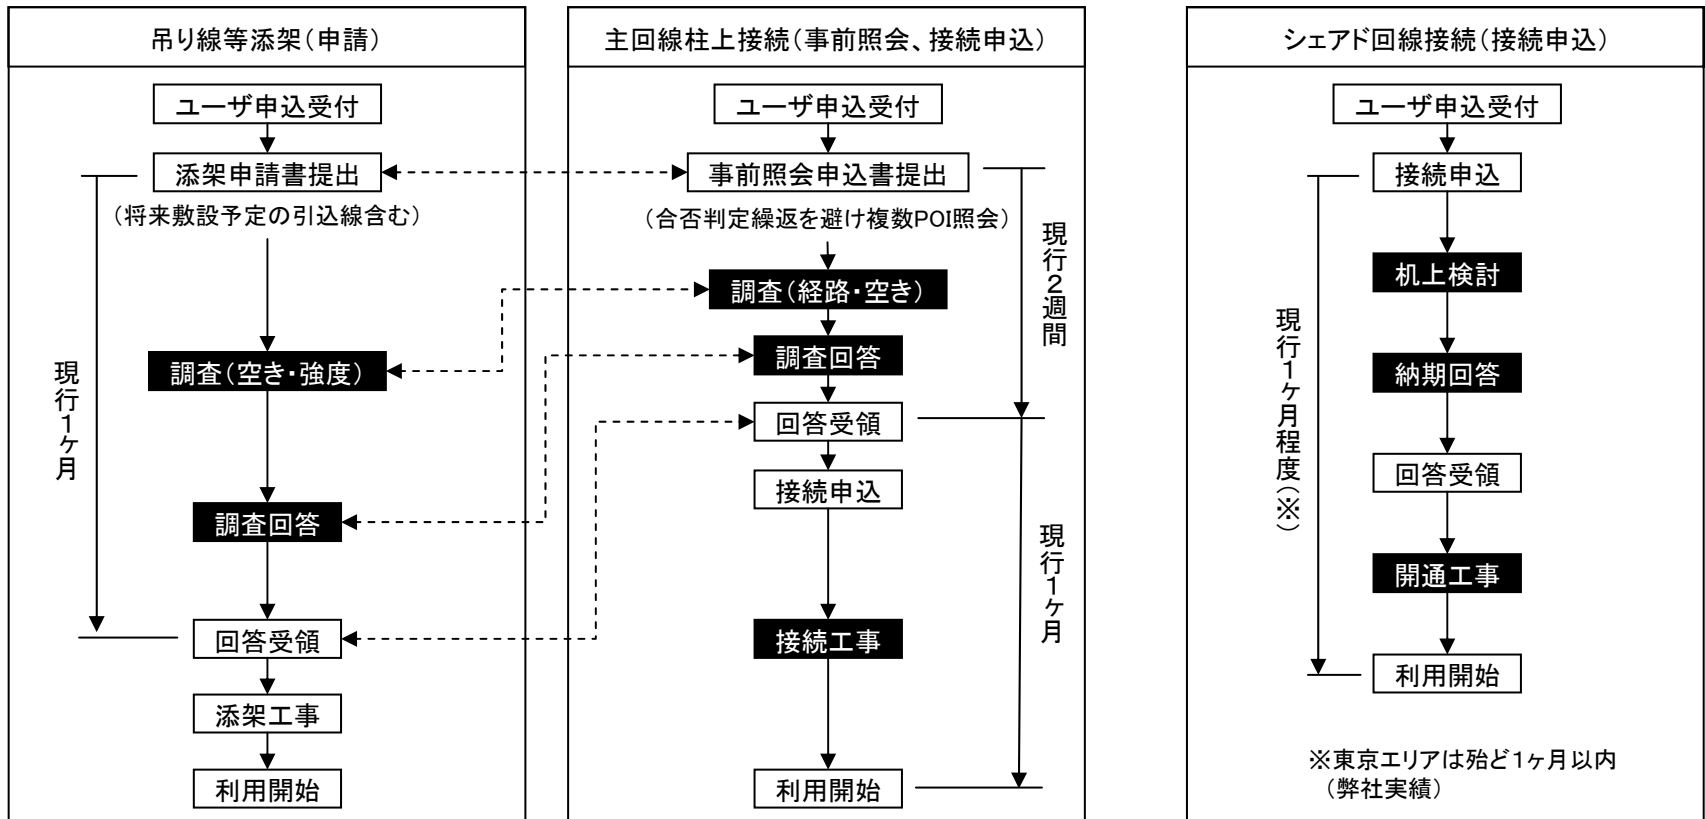 吊り線等添架(申請)
ユーザ申込受付
添架申請書提出
(将来敷設予定の引込線含む)
調査(空き・強度)
現行1ヶ月
調査回答
回答受領
添架工事
利用開始
主回線柱上接続(事前照会、接続申込)
ユーザ申込受付
事前照会申込書提出
(合否判定繰返を避け複数POI照会)
現行2週間
調査(経路・空き)
調査回答
回答受領
接続申込
現行1ヶ月
接続工事
利用開始
シェアド回線接続(接続申込)
ユーザ申込受付
接続申込
机上検討
現行1ヶ月程度(※)
納期回答
回答受領
開通工事
利用開始
※東京エリアは殆ど1ヶ月以内
(弊社実績)